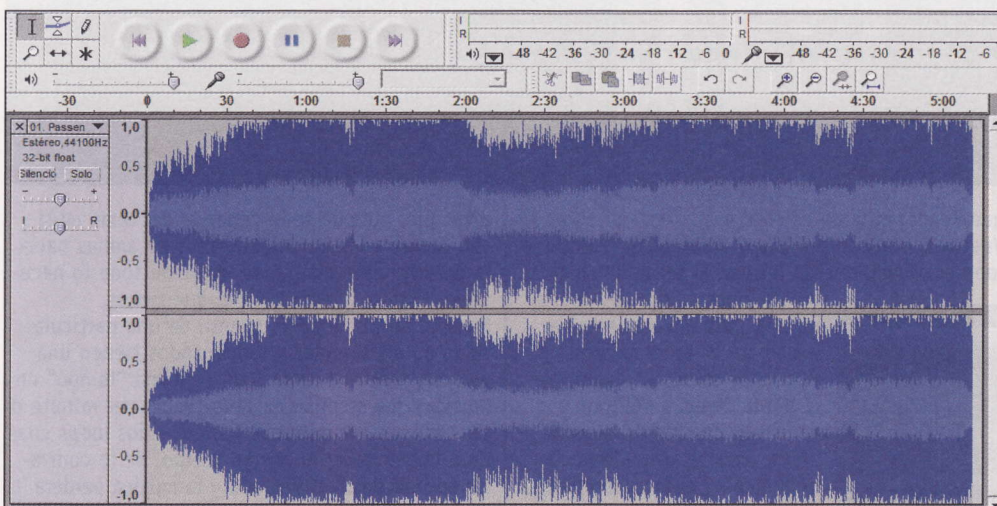 I
R
-48 -42 -36 -30 -24 -18 -12 -6 0
I
R
-48 -42 -36 -30 -24 -18 -12 -6
-30 0 30 1:00 1:30 2:00 2:30 3:00 3:30 4:00 4:30 5:00
01. Passen
Estéreo,44100Hz
32-bit float
Silencio Solo
- +
I R
1,0
0,5
0,0
-0,5
-1,0
1,0
0,5
0,0
-0,5
-1,0